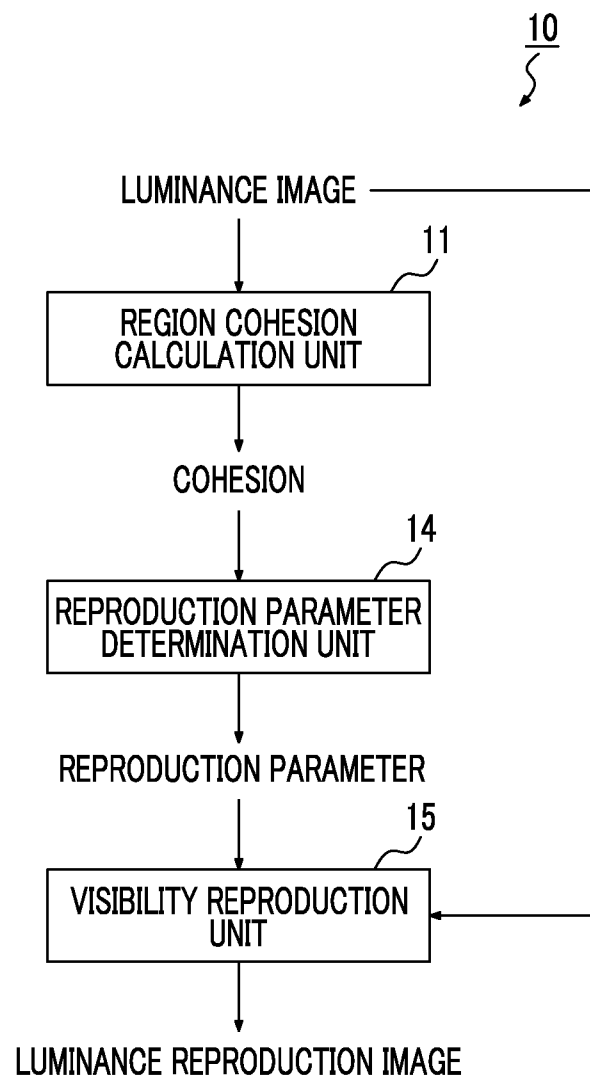 10
LUMINANCE IMAGE
11
REGION COHESION
CALCULATION UNIT
COHESION
14
REPRODUCTION PARAMETER
DETERMINATION UNIT
REPRODUCTION PARAMETER
15
VISIBILITY REPRODUCTION
UNIT
LUMINANCE REPRODUCTION IMAGE